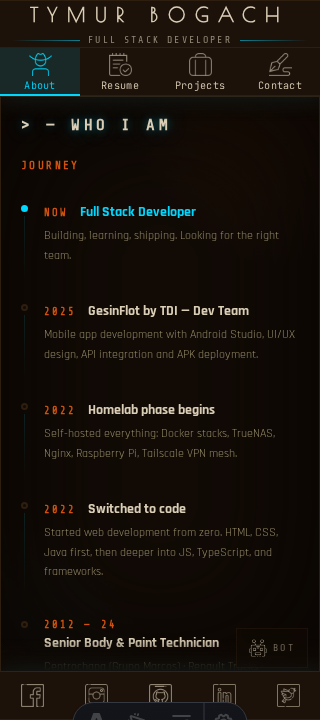 TYMUR BOGACH
FULL STACK DEVELOPER
About Resume Projects Contact
> — WHO I AM
JOURNEY
NOW Full Stack Developer
Building, learning, shipping. Looking for the right
team.
2025 GesinFlot by TDI — Dev Team
Mobile app development with Android Studio, UI/UX
design, API integration and APK deployment.
2022 Homelab phase begins
Self-hosted everything: Docker stacks, TrueNAS,
Nginx, Raspberry Pi, Tailscale VPN mesh.
2022 Switched to code
Started web development from zero. HTML, CSS,
Java first, then deeper into JS, TypeScript, and
frameworks.
2012 — 24
Senior Body & Paint Technician
BOT